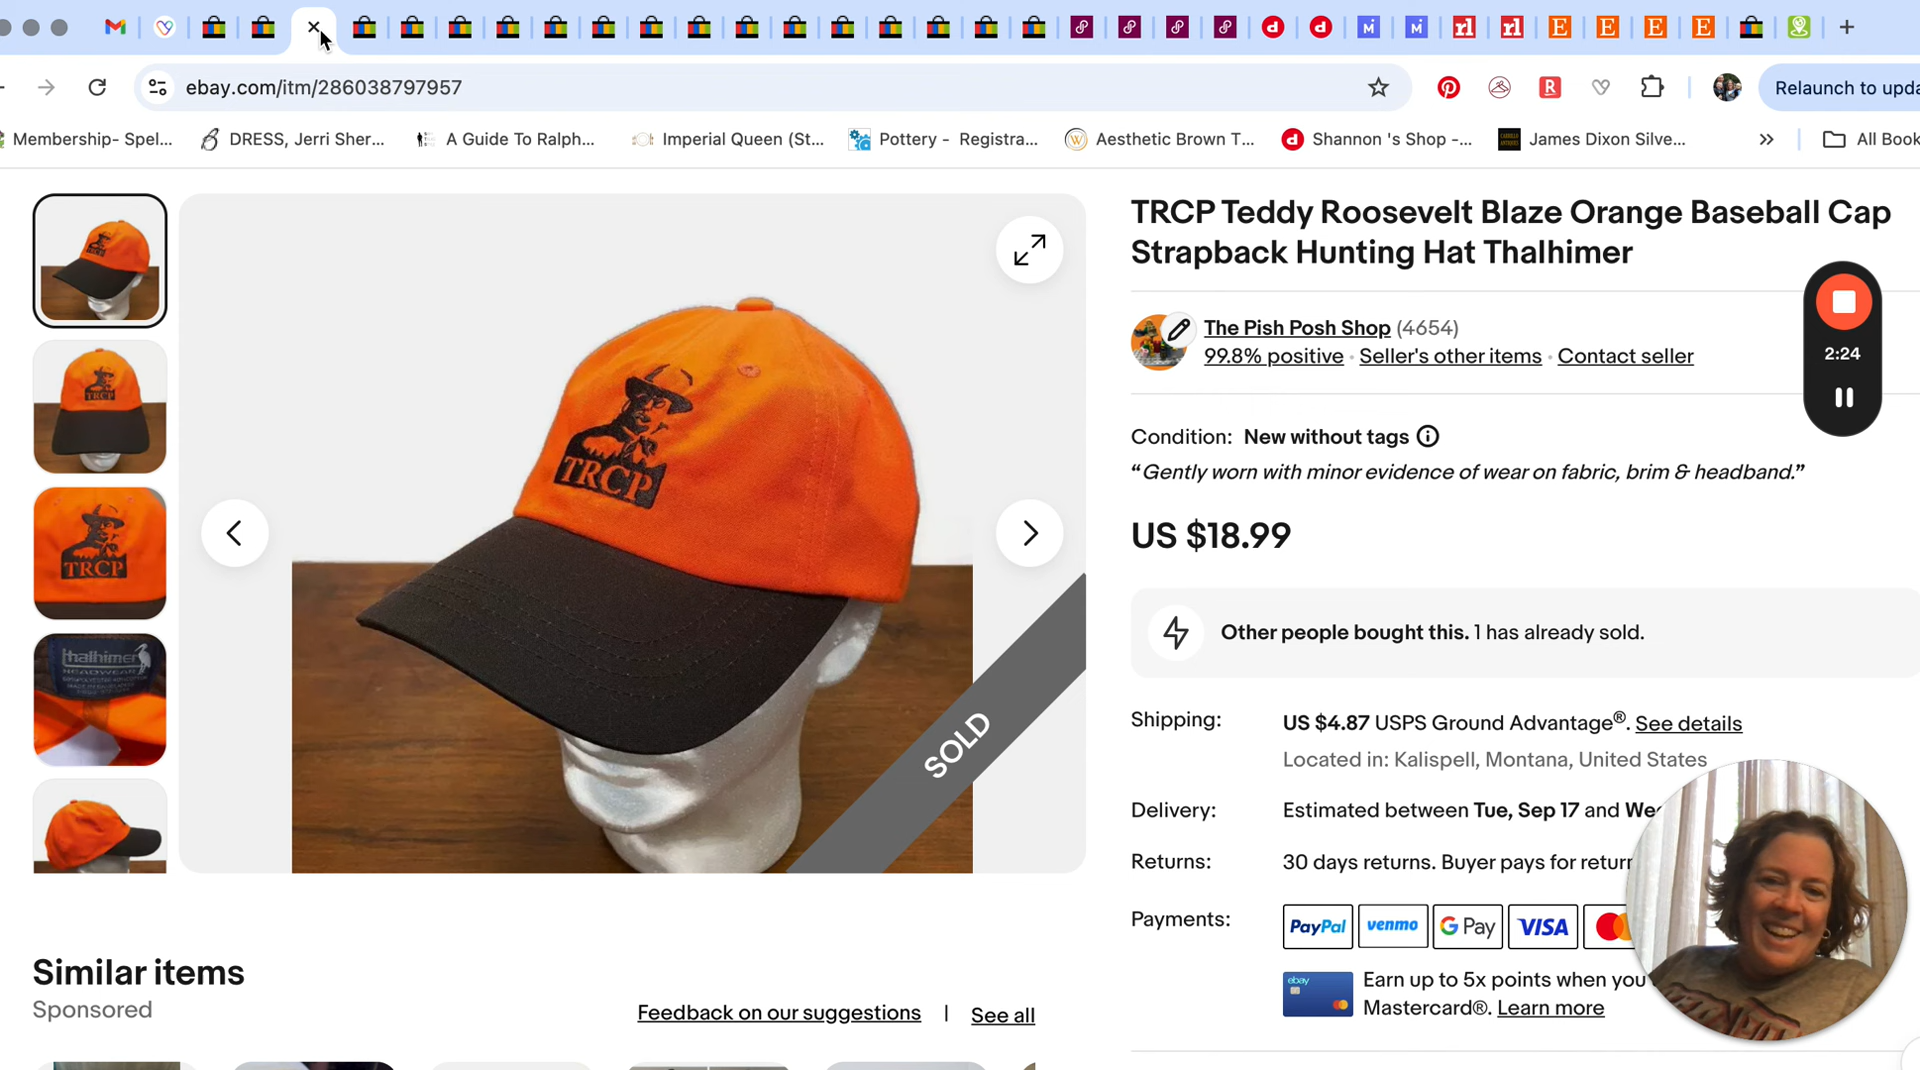 ebay.com/itm/286038797957
Relaunch to upda
Membership- Spel...
DRESS, Jerri Sher...
A Guide To Ralph...
Imperial Queen (St...
Pottery - Registra...
Aesthetic Brown T...
Shannon 's Shop -...
James Dixon Silve...
»
All Book
TRCP Teddy Roosevelt Blaze Orange Baseball Cap
Strapback Hunting Hat Thalhimer
The Pish Posh Shop (4654)
99.8% positive · Seller's other items · Contact seller
2:24
Condition: New without tags
“Gently worn with minor evidence of wear on fabric, brim & headband.”
US $18.99
Other people bought this. 1 has already sold.
Shipping: US $4.87 USPS Ground Advantage®. See details
Located in: Kalispell, Montana, United States
Delivery: Estimated between Tue, Sep 17 and We
Returns: 30 days returns. Buyer pays for return
Payments: PayPal venmo G Pay VISA
ebay
Earn up to 5x points when you
Mastercard®. Learn more
TRCP
SOLD
TRCP
TRCP
thalhimer
HEADWEAR
Similar items
Sponsored
Feedback on our suggestions | See all